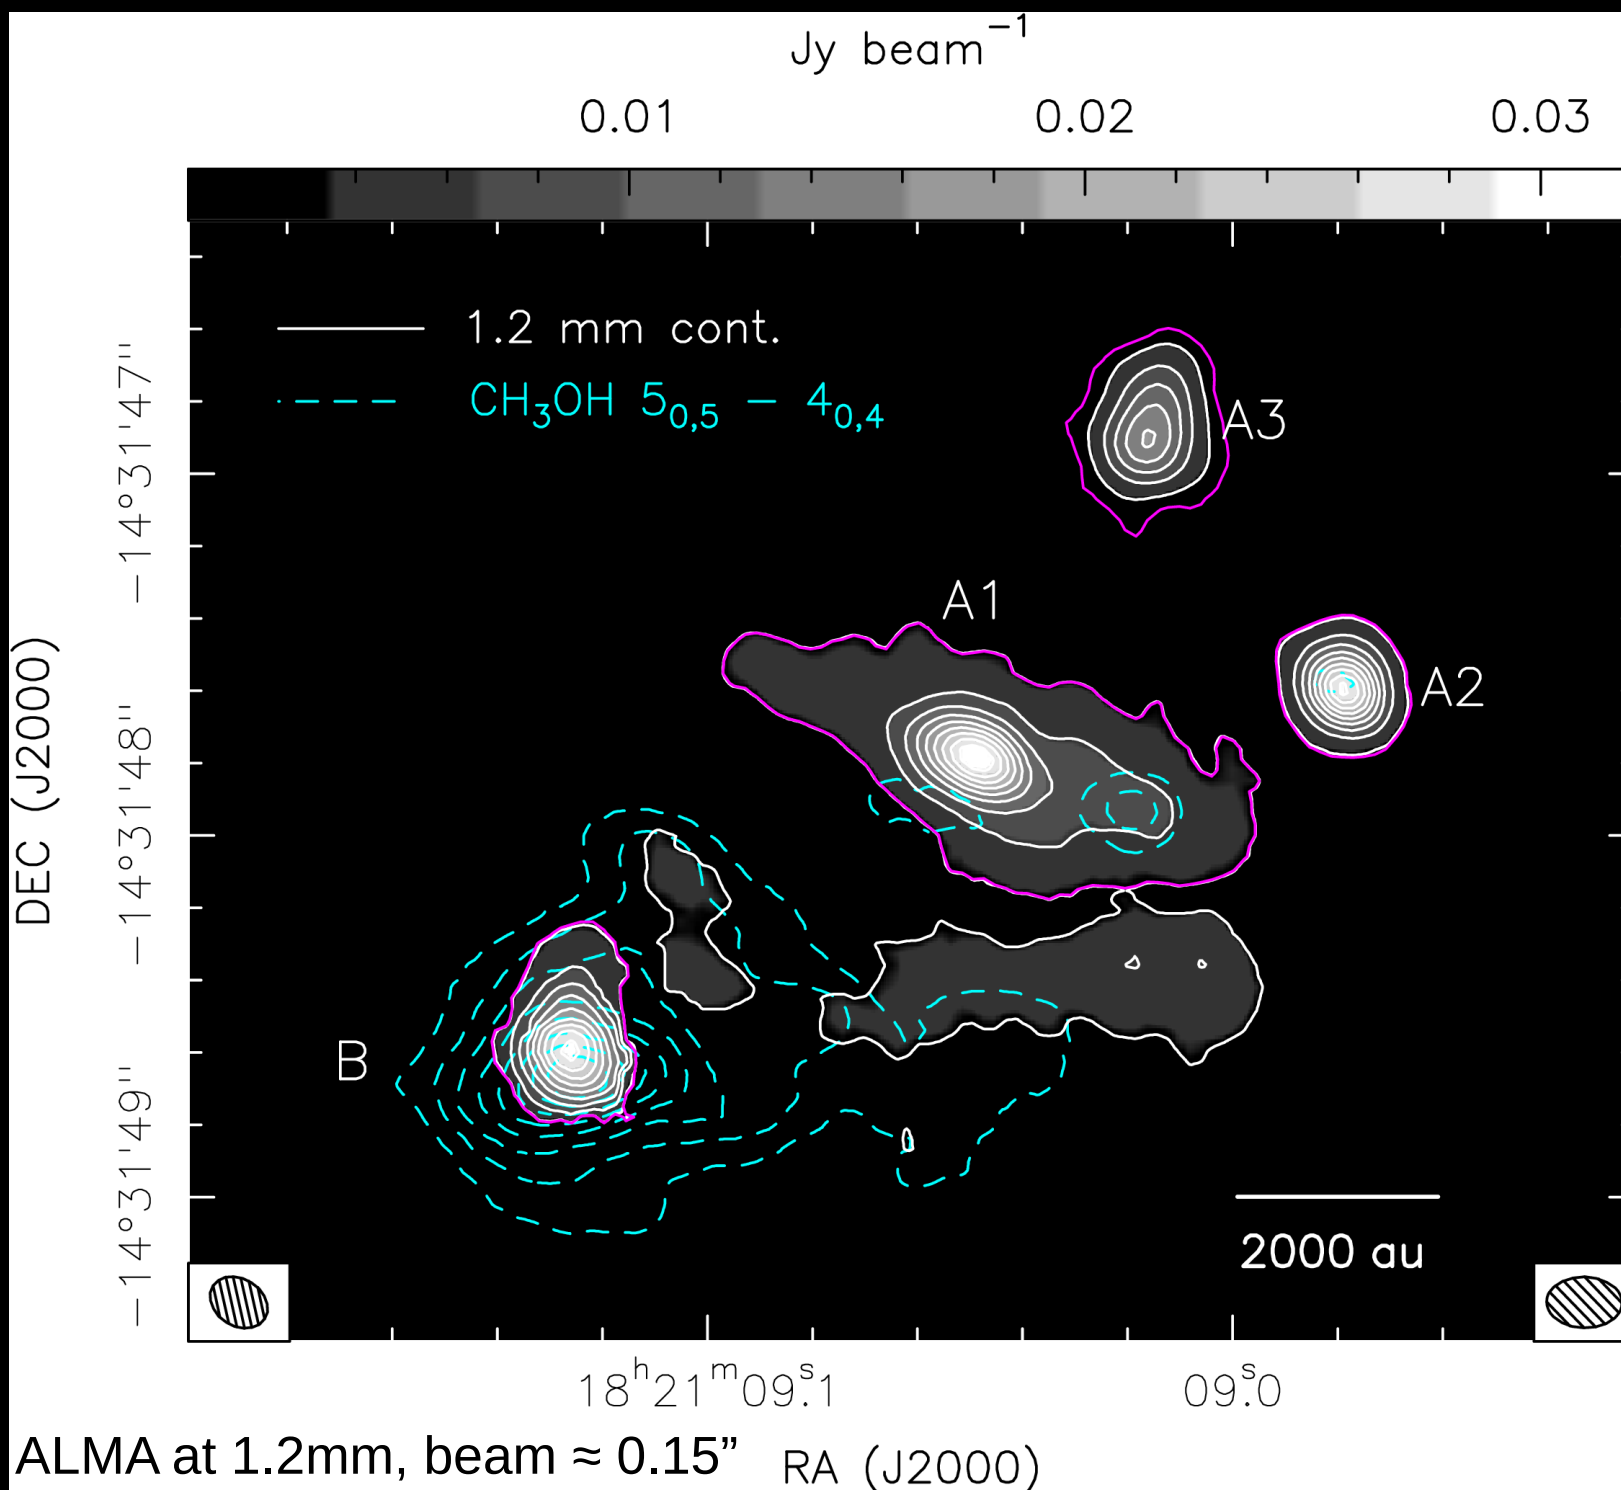 Jy beam⁻¹
0.01 0.02 0.03
1.2 mm cont.
CH₃OH 5₀,₅ − 4₀,₄
A3
A1
A2
B
2000 au
DEC (J2000)
−14°31'47"
−14°31'48"
−14°31'49"
18ʰ21ᵐ09ˢ.1 09ˢ.0
ALMA at 1.2mm, beam ≈ 0.15”
RA (J2000)